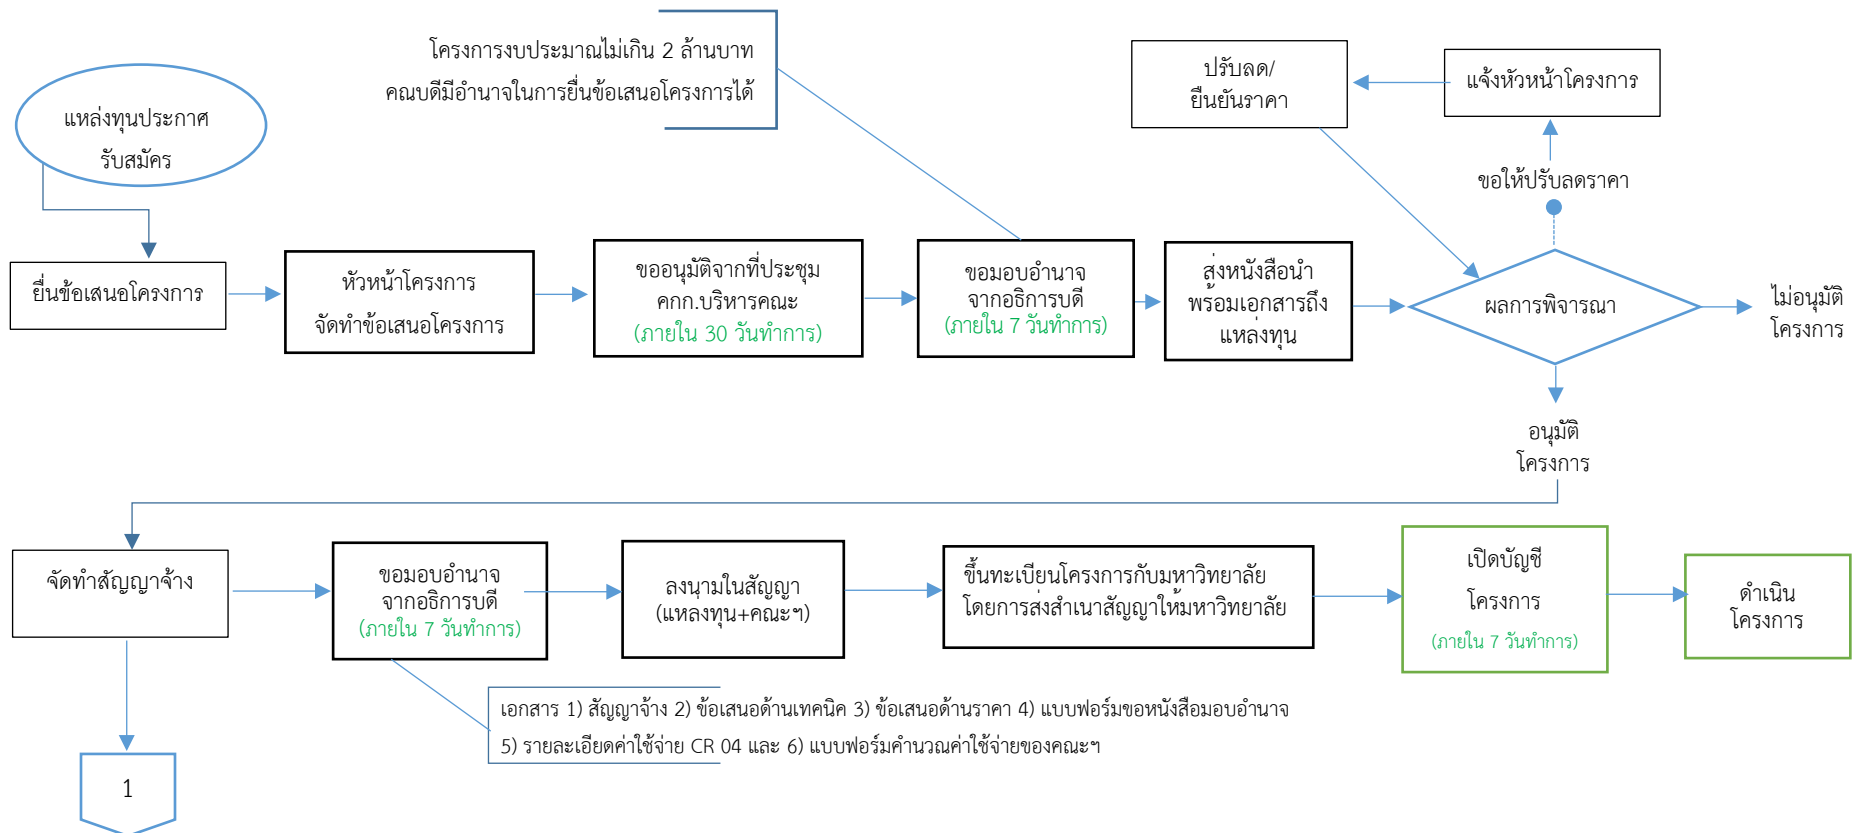 โครงการงบประมาณไม่เกิน 2 ล้านบาท
คณบดีมีอำนาจในการยื่นข้อเสนอโครงการได้
ปรับลด/
ยืนยันราคา
แจ้งหัวหน้าโครงการ
แหล่งทุนประกาศ
รับสมัคร
ขอให้ปรับลดราคา
ยื่นข้อเสนอโครงการ
หัวหน้าโครงการ
จัดทำข้อเสนอโครงการ
ขออนุมัติจากที่ประชุม
คกก.บริหารคณะ
(ภายใน 30 วันทำการ)
ขอมอบอำนาจ
จากอธิการบดี
(ภายใน 7 วันทำการ)
ส่งหนังสือนำ
พร้อมเอกสารถึง
แหล่งทุน
ผลการพิจารณา
ไม่อนุมัติ
โครงการ
อนุมัติ
โครงการ
จัดทำสัญญาจ้าง
ขอมอบอำนาจ
จากอธิการบดี
(ภายใน 7 วันทำการ)
ลงนามในสัญญา
(แหล่งทุน+คณะฯ)
ขึ้นทะเบียนโครงการกับมหาวิทยาลัย
โดยการส่งสำเนาสัญญาให้มหาวิทยาลัย
เปิดบัญชี
โครงการ
(ภายใน 7 วันทำการ)
ดำเนิน
โครงการ
เอกสาร 1) สัญญาจ้าง 2) ข้อเสนอด้านเทคนิค 3) ข้อเสนอด้านราคา 4) แบบฟอร์มขอหนังสือมอบอำนาจ
5) รายละเอียดค่าใช้จ่าย CR 04 และ 6) แบบฟอร์มคำนวณค่าใช้จ่ายของคณะฯ
1